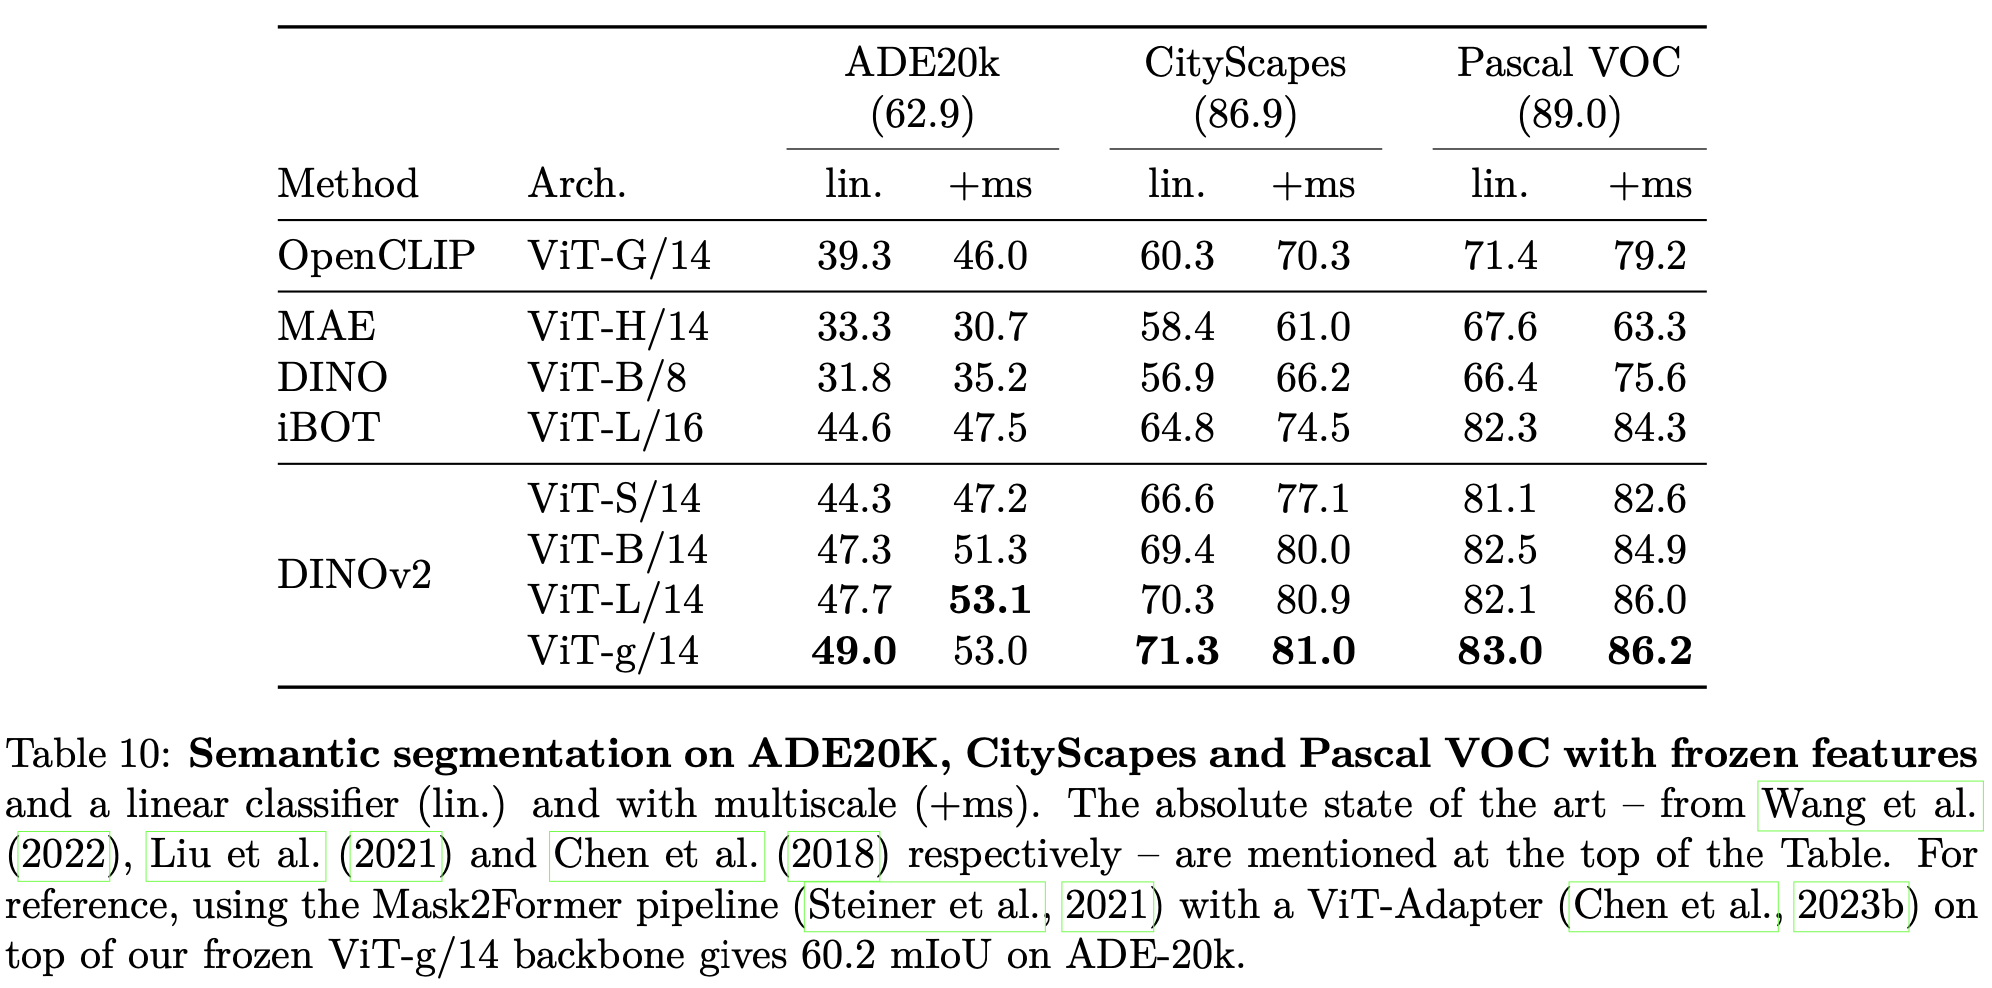 ADE20k CityScapes Pascal VOC
(62.9) (86.9) (89.0)
Method Arch. lin. +ms lin. +ms lin. +ms
OpenCLIP ViT-G/14 39.3 46.0 60.3 70.3 71.4 79.2
MAE ViT-H/14 33.3 30.7 58.4 61.0 67.6 63.3
DINO ViT-B/8 31.8 35.2 56.9 66.2 66.4 75.6
iBOT ViT-L/16 44.6 47.5 64.8 74.5 82.3 84.3
DINOv2
ViT-S/14 44.3 47.2 66.6 77.1 81.1 82.6
ViT-B/14 47.3 51.3 69.4 80.0 82.5 84.9
ViT-L/14 47.7 53.1 70.3 80.9 82.1 86.0
ViT-g/14 49.0 53.0 71.3 81.0 83.0 86.2
Table 10: Semantic segmentation on ADE20K, CityScapes and Pascal VOC with frozen features
and a linear classifier (lin.) and with multiscale (+ms). The absolute state of the art – from Wang et al.
(2022), Liu et al. (2021) and Chen et al. (2018) respectively – are mentioned at the top of the Table. For
reference, using the Mask2Former pipeline (Steiner et al., 2021) with a ViT-Adapter (Chen et al., 2023b) on
top of our frozen ViT-g/14 backbone gives 60.2 mIoU on ADE-20k.